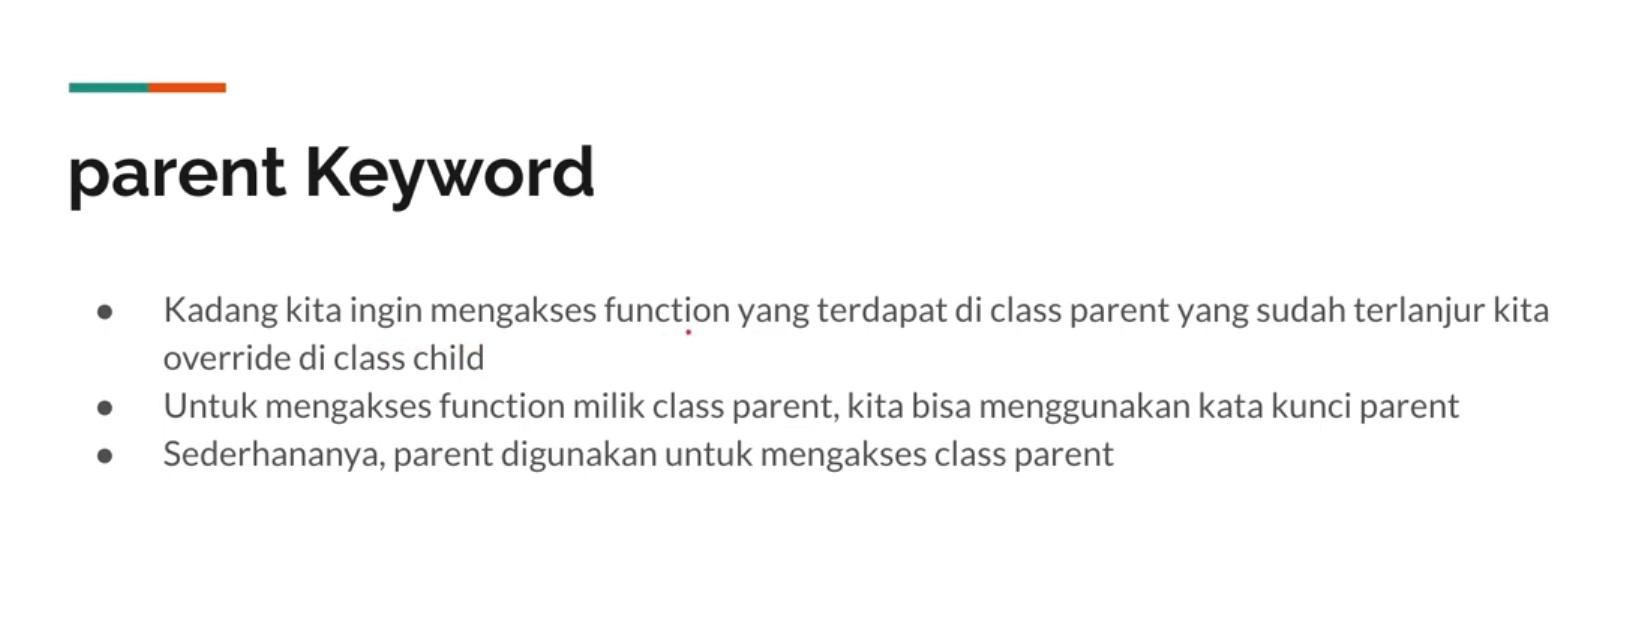 parent Keyword
● Kadang kita ingin mengakses function yang terdapat di class parent yang sudah terlanjur kita
override di class child
● Untuk mengakses function milik class parent, kita bisa menggunakan kata kunci parent
● Sederhananya, parent digunakan untuk mengakses class parent